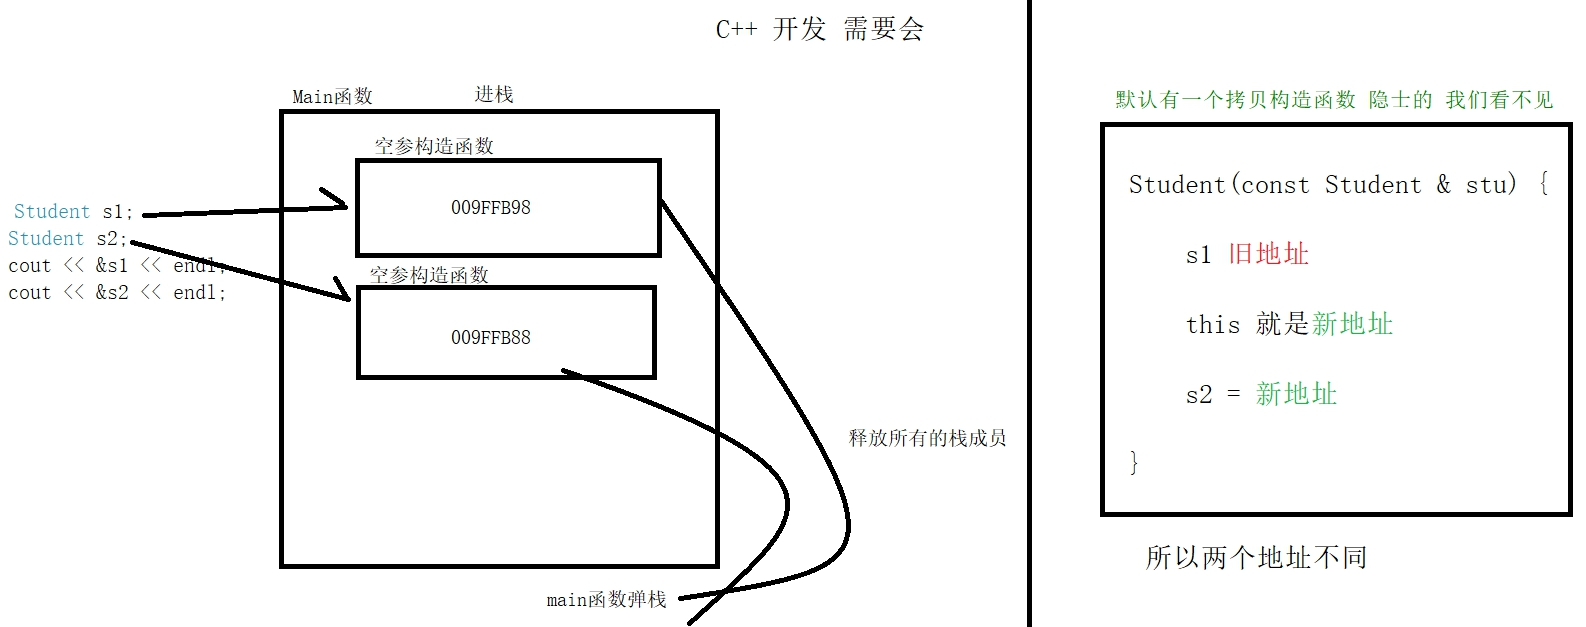 C++ 开发 需要会
Main函数
进栈
空参构造函数
009FFB98
Student s1;
Student s2;
cout << &s1 << endl;
cout << &s2 << endl;
空参构造函数
009FFB88
释放所有的栈成员
main函数弹栈
默认有一个拷贝构造函数 隐士的 我们看不见
Student(const Student & stu) {
s1 旧地址
this 就是新地址
s2 = 新地址
}
所以两个地址不同